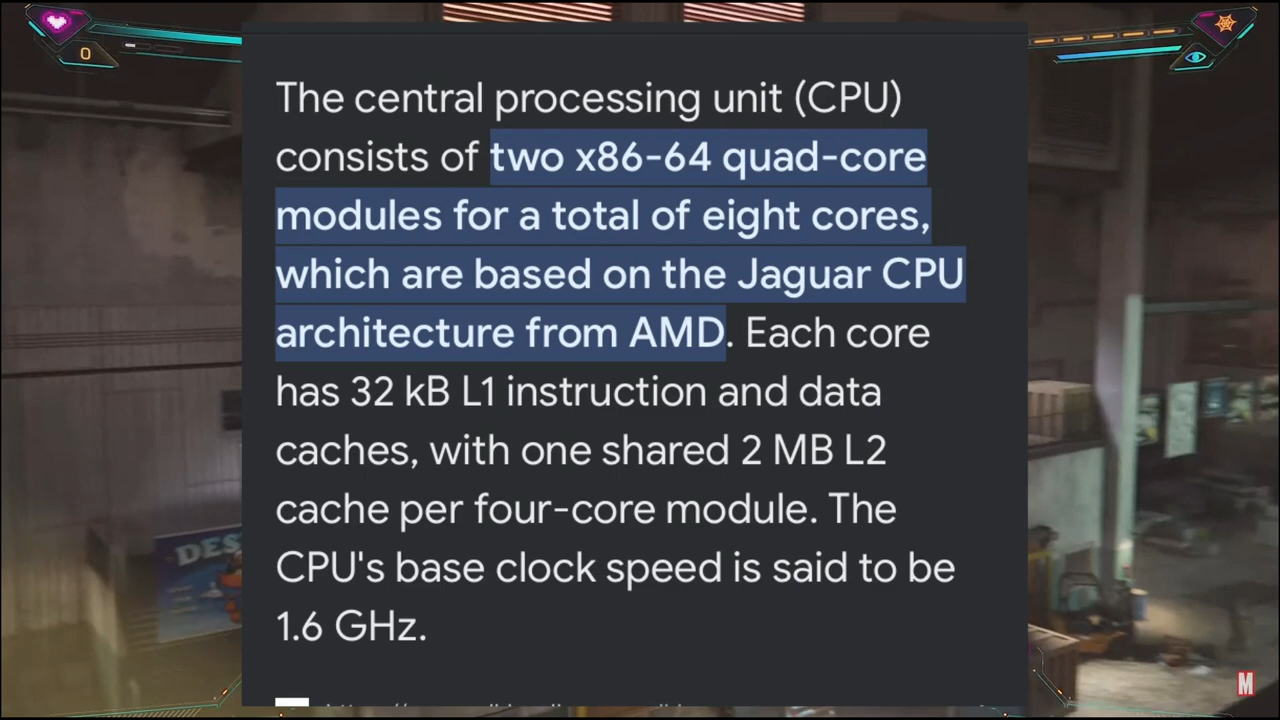 0
The central processing unit (CPU)
consists of two x86-64 quad-core
modules for a total of eight cores,
which are based on the Jaguar CPU
architecture from AMD. Each core
has 32 kB L1 instruction and data
caches, with one shared 2 MB L2
cache per four-core module. The
CPU's base clock speed is said to be
1.6 GHz.
DES
M